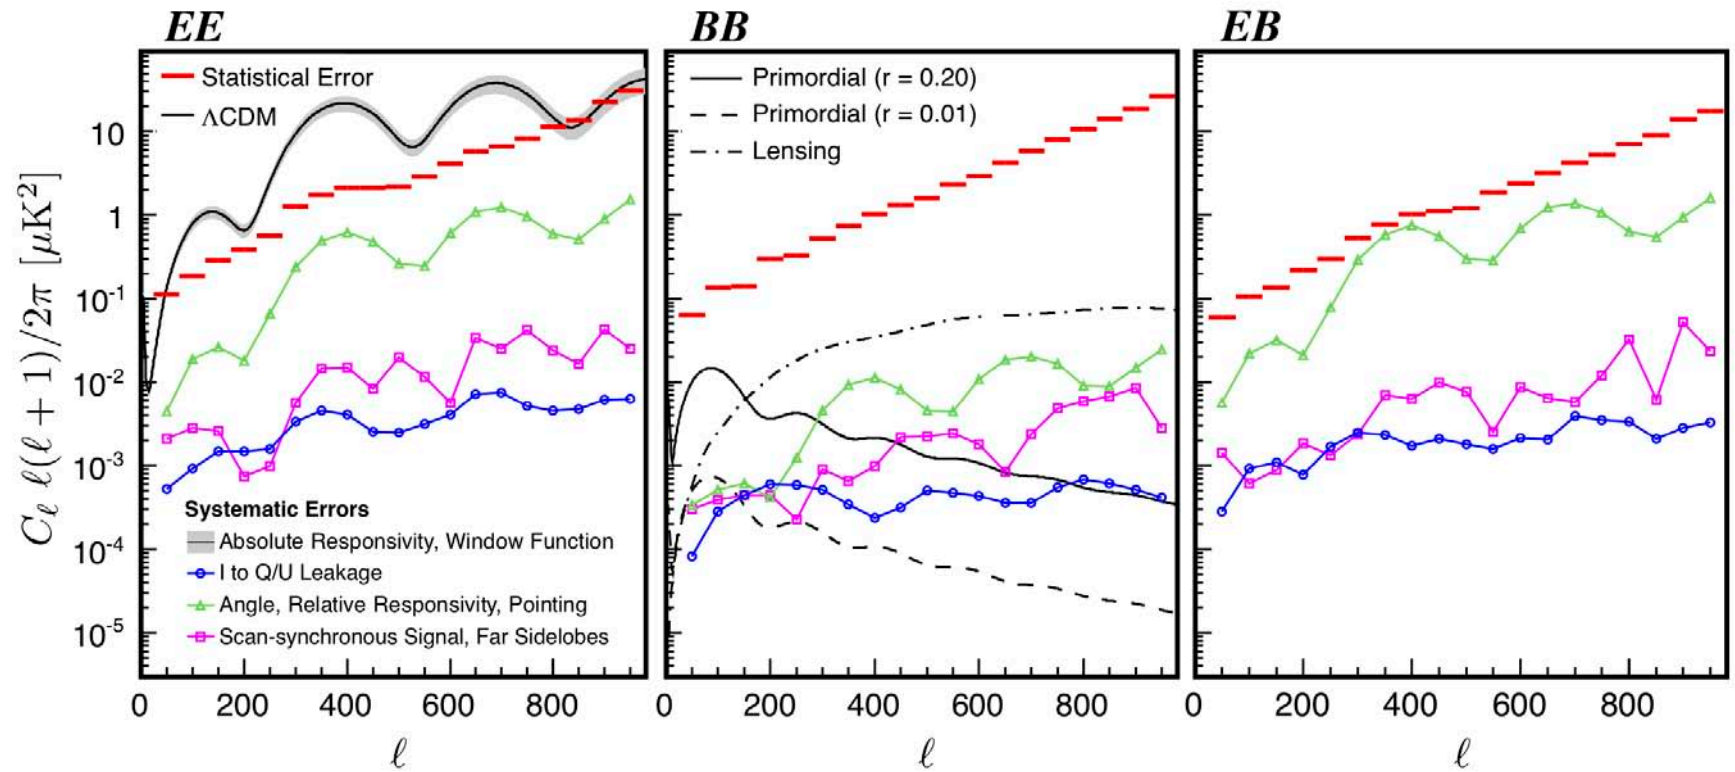 EE
BB
EB
Statistical Error
ΛCDM
Primordial (r = 0.20)
Primordial (r = 0.01)
Lensing
C_ℓ ℓ(ℓ + 1)/2π [μK²]
10
1
10⁻¹
10⁻²
10⁻³
10⁻⁴
10⁻⁵
Systematic Errors
Absolute Responsivity, Window Function
I to Q/U Leakage
Angle, Relative Responsivity, Pointing
Scan-synchronous Signal, Far Sidelobes
0 200 400 600 800
0 200 400 600 800
0 200 400 600 800
ℓ
ℓ
ℓ